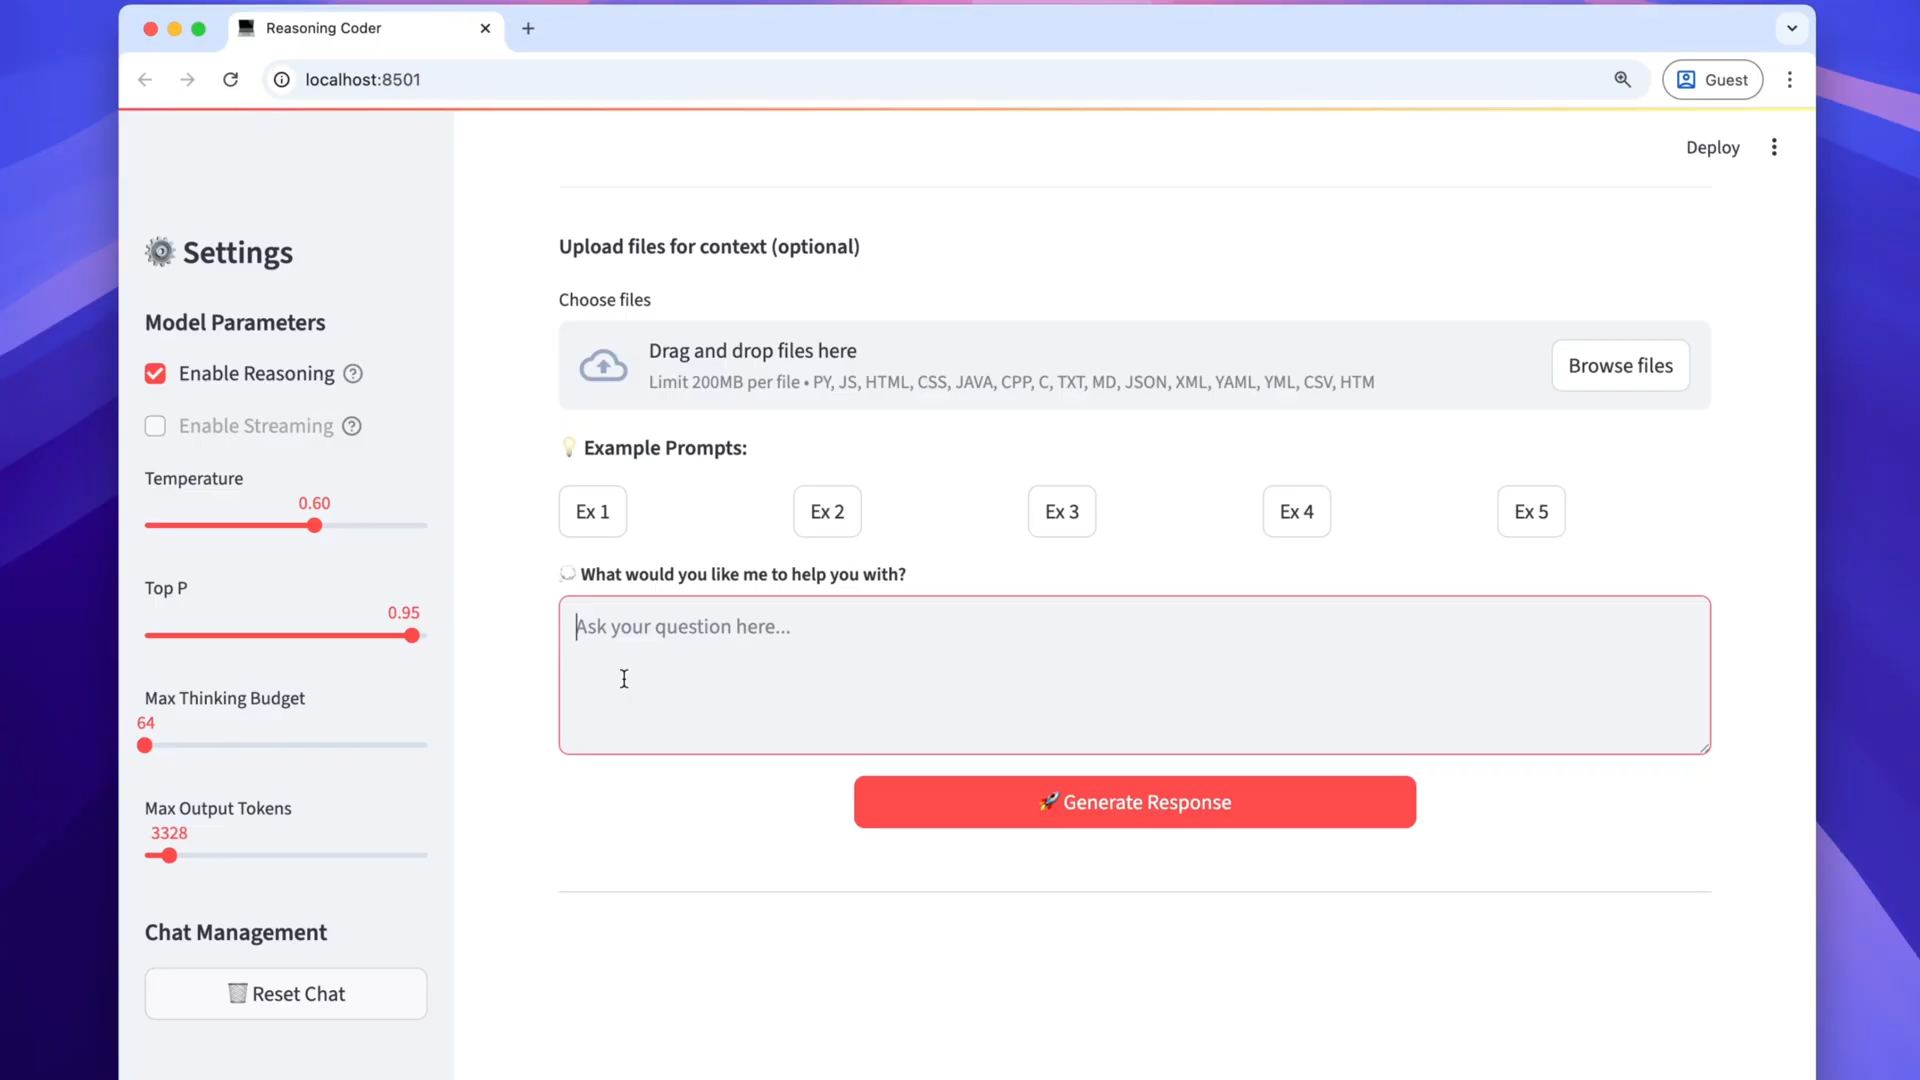 Reasoning Coder
localhost:8501
Guest
Deploy
Settings
Model Parameters
Enable Reasoning
Enable Streaming
Temperature
0.60
Top P
0.95
Max Thinking Budget
64
Max Output Tokens
3328
Chat Management
Reset Chat
Upload files for context (optional)
Choose files
Drag and drop files here
Limit 200MB per file • PY, JS, HTML, CSS, JAVA, CPP, C, TXT, MD, JSON, XML, YAML, YML, CSV, HTM
Browse files
Example Prompts:
Ex 1
Ex 2
Ex 3
Ex 4
Ex 5
What would you like me to help you with?
Ask your question here...
Generate Response